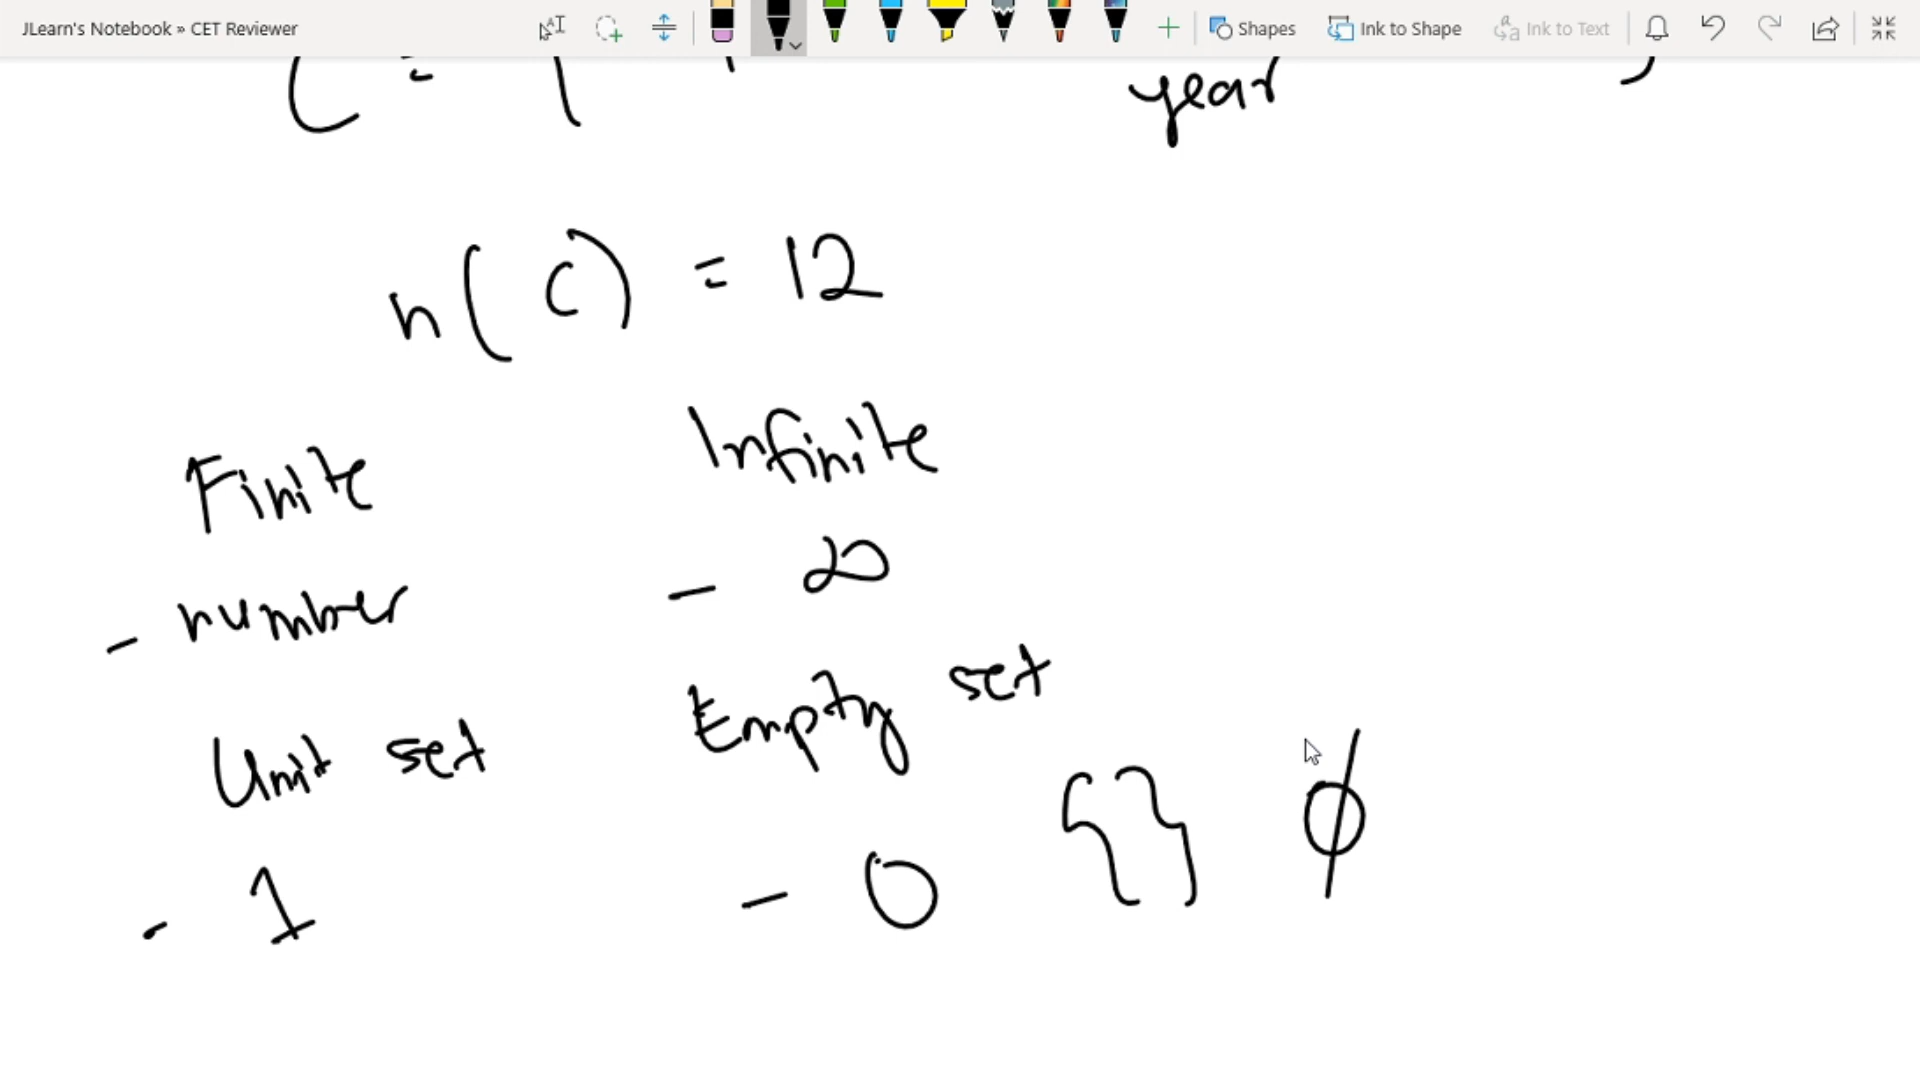 JLearn's Notebook » CET Reviewer Shapes Ink to Shape Ink to Text
year
n(c) = 12
Finite Infinite
- number - ∞
Unit set Empty set
- 1 - 0 {} ∅